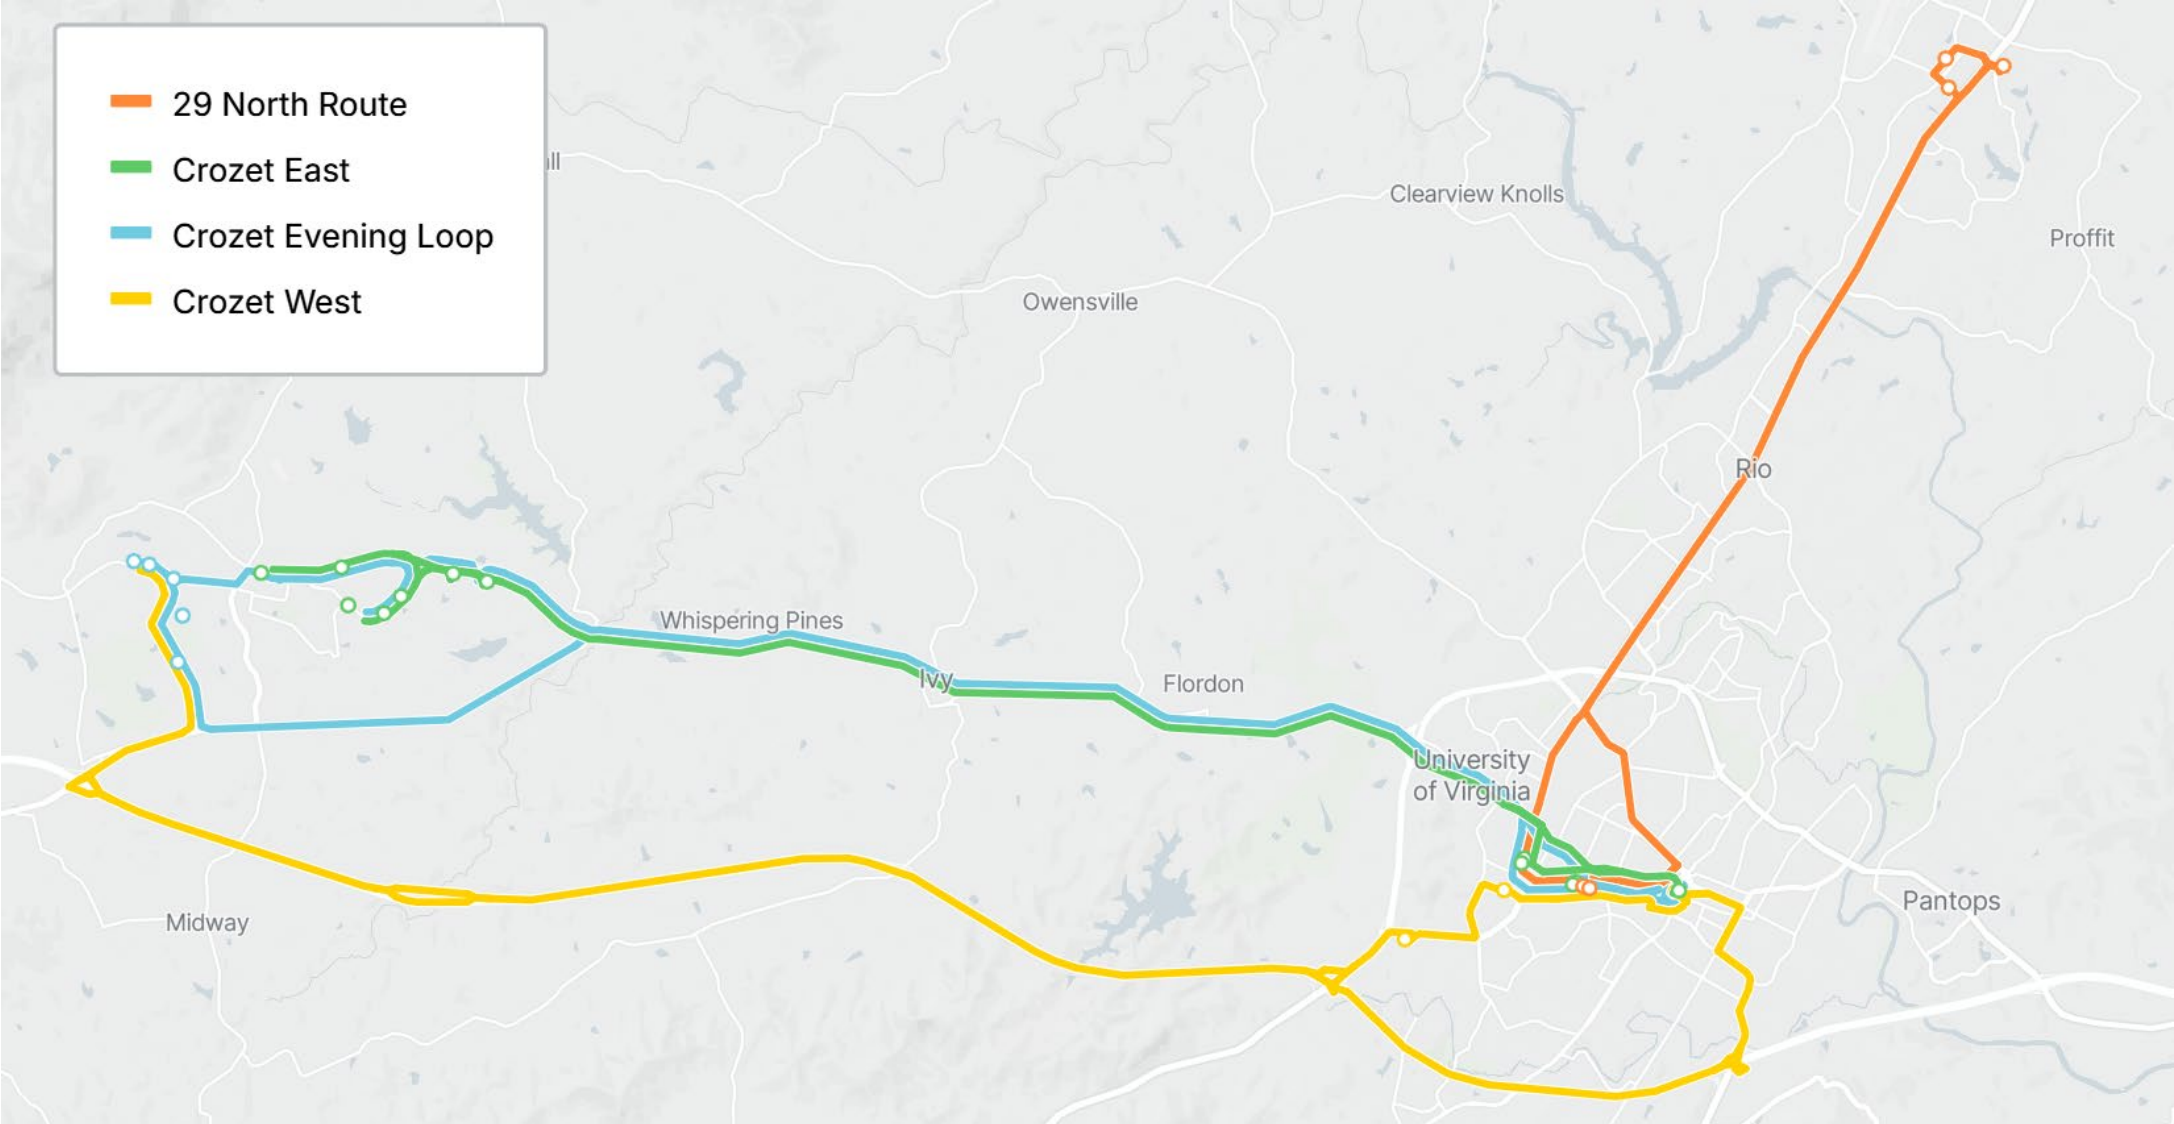 29 North Route
Crozet East
Crozet Evening Loop
Crozet West
Clearview Knolls
Proffit
Owensville
Rio
Whispering Pines
Ivy
Flordon
University
of Virginia
Pantops
Midway